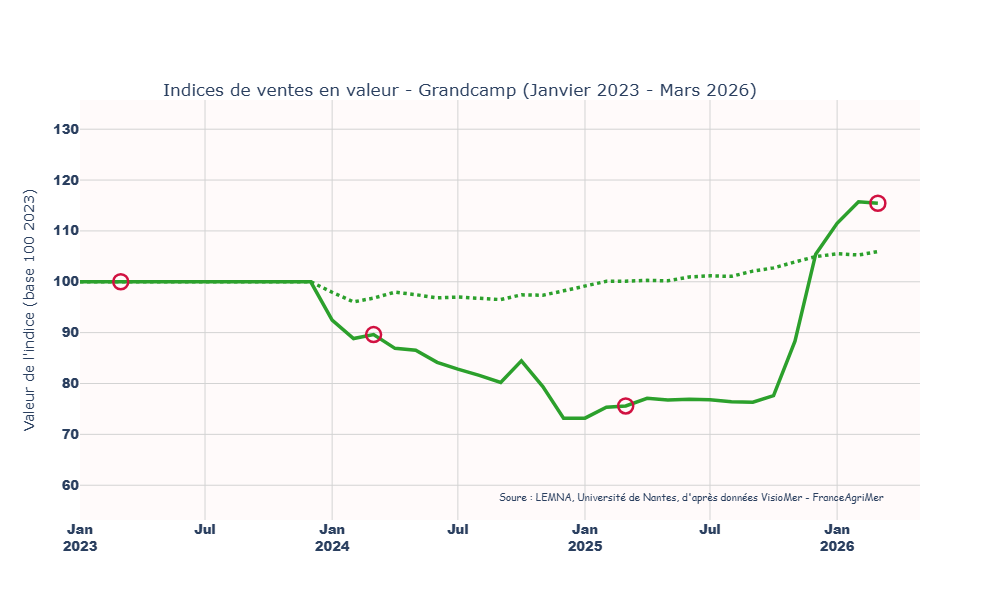 Indices de ventes en valeur - Grandcamp (Janvier 2023 - Mars 2026)
Valeur de l'indice (base 100 2023)
130
120
110
100
90
80
70
60
Soure : LEMNA, Université de Nantes, d'après données VisioMer - FranceAgriMer
Jan Jul Jan Jul Jan Jul Jan
2023 2024 2025 2026